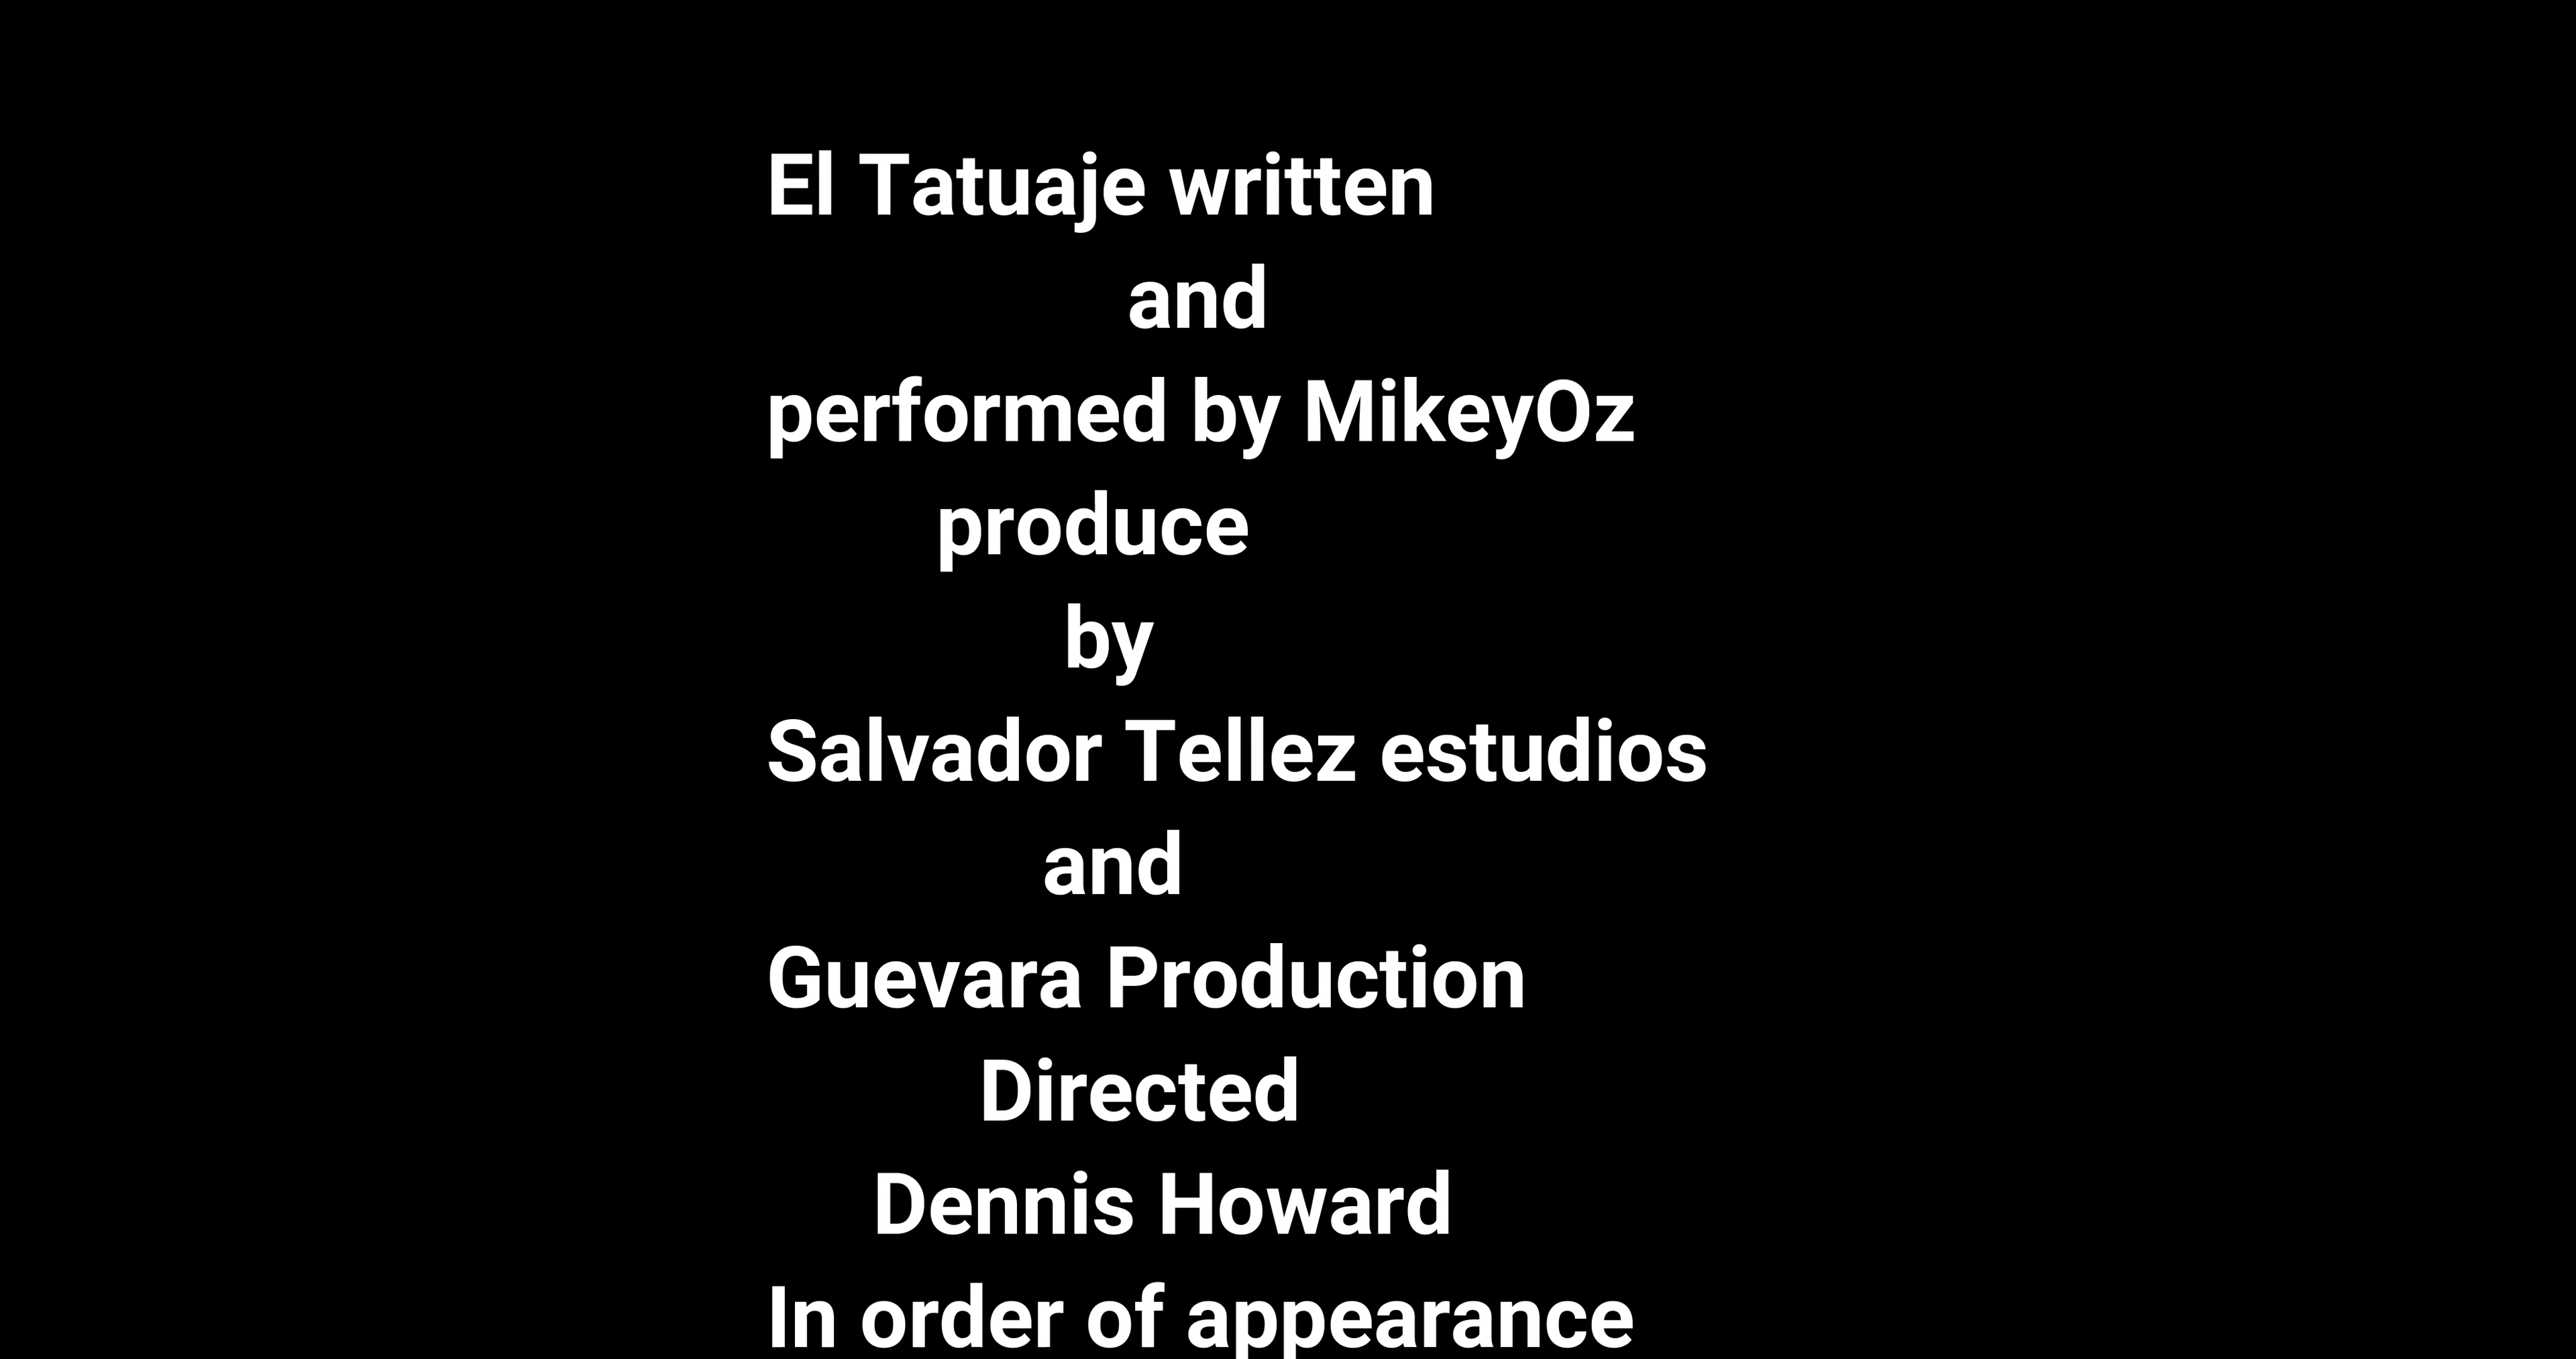 El Tatuaje written
and
performed by MikeyOz
produce
by
Salvador Tellez estudios
and
Guevara Production
Directed
Dennis Howard
In order of appearance